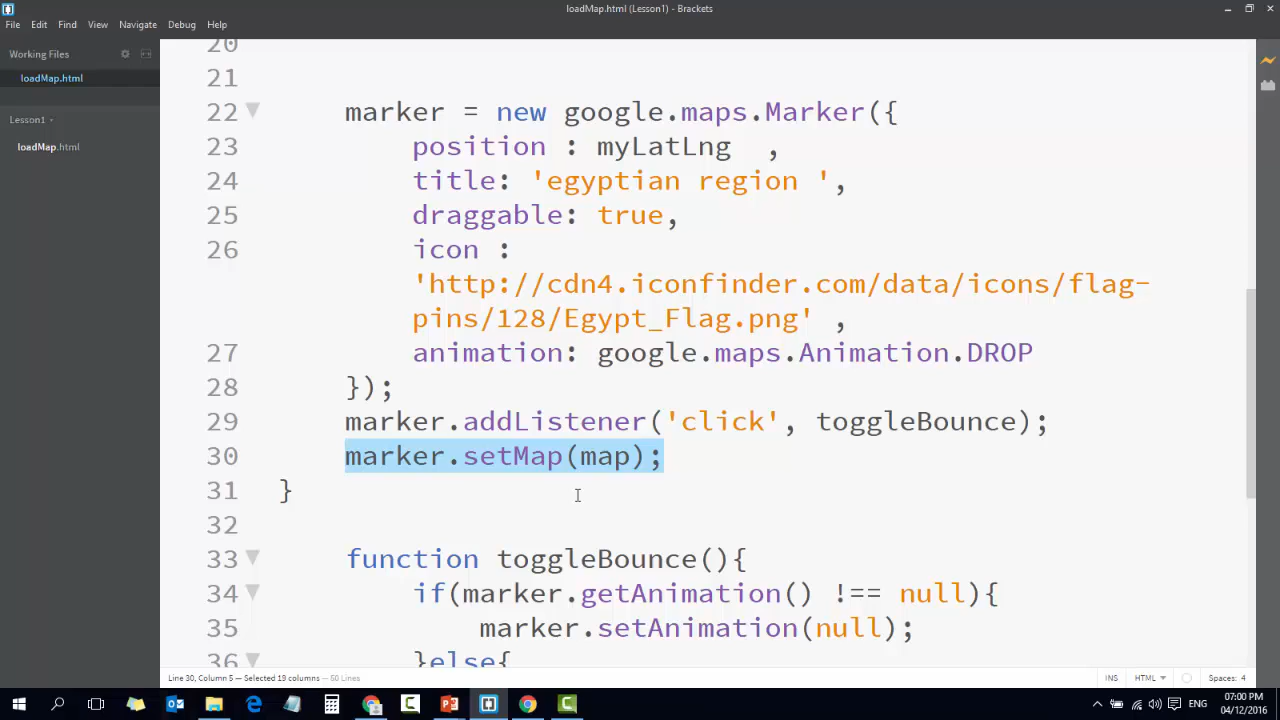 loadMap.html (Lesson1) - Brackets
File Edit Find View Navigate Debug Help
Working Files
loadMap.html
Lesson1
loadMap.html
20
21
22 marker = new google.maps.Marker({
23 position : myLatLng ,
24 title: 'egyptian region ',
25 draggable: true,
26 icon :
'http://cdn4.iconfinder.com/data/icons/flag-
pins/128/Egypt_Flag.png' ,
27 animation: google.maps.Animation.DROP
28 });
29 marker.addListener('click', toggleBounce);
30 marker.setMap(map);
31 }
32
33 function toggleBounce(){
34 if(marker.getAnimation() !== null){
35 marker.setAnimation(null);
36 }else{
Line 30, Column 5 - Selected 19 columns - 50 Lines
INS HTML Spaces: 4
ENG 07:00 PM
04/12/2016